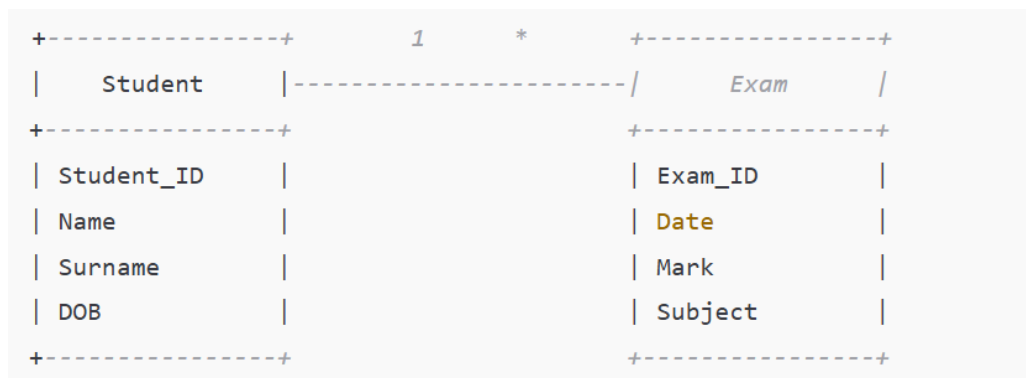 +----------------+ 1 * +----------------+
| Student |-----------------------| Exam |
+----------------+ +----------------+
| Student_ID | | Exam_ID |
| Name | | Date |
| Surname | | Mark |
| DOB | | Subject |
+----------------+ +----------------+